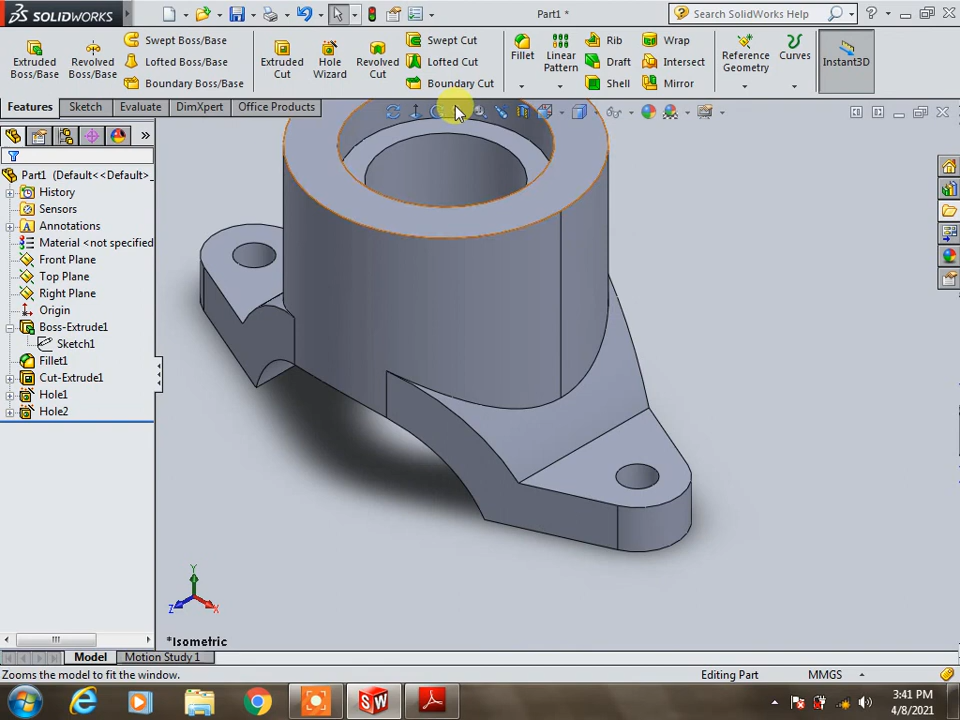 SOLIDWORKS
Part1 *
Search SolidWorks Help
Extruded Boss/Base
Revolved Boss/Base
Swept Boss/Base
Lofted Boss/Base
Boundary Boss/Base
Extruded Cut
Hole Wizard
Revolved Cut
Swept Cut
Lofted Cut
Boundary Cut
Fillet
Linear Pattern
Rib
Draft
Shell
Wrap
Intersect
Mirror
Reference Geometry
Curves
Instant3D
Features
Sketch
Evaluate
DimXpert
Office Products
Part1 (Default<<Default>_
History
Sensors
Annotations
Material <not specified
Front Plane
Top Plane
Right Plane
Origin
Boss-Extrude1
Sketch1
Fillet1
Cut-Extrude1
Hole1
Hole2
Y
Z
X
*Isometric
Model
Motion Study 1
Zooms the model to fit the window.
Editing Part
MMGS
SW
3:41 PM
4/8/2021